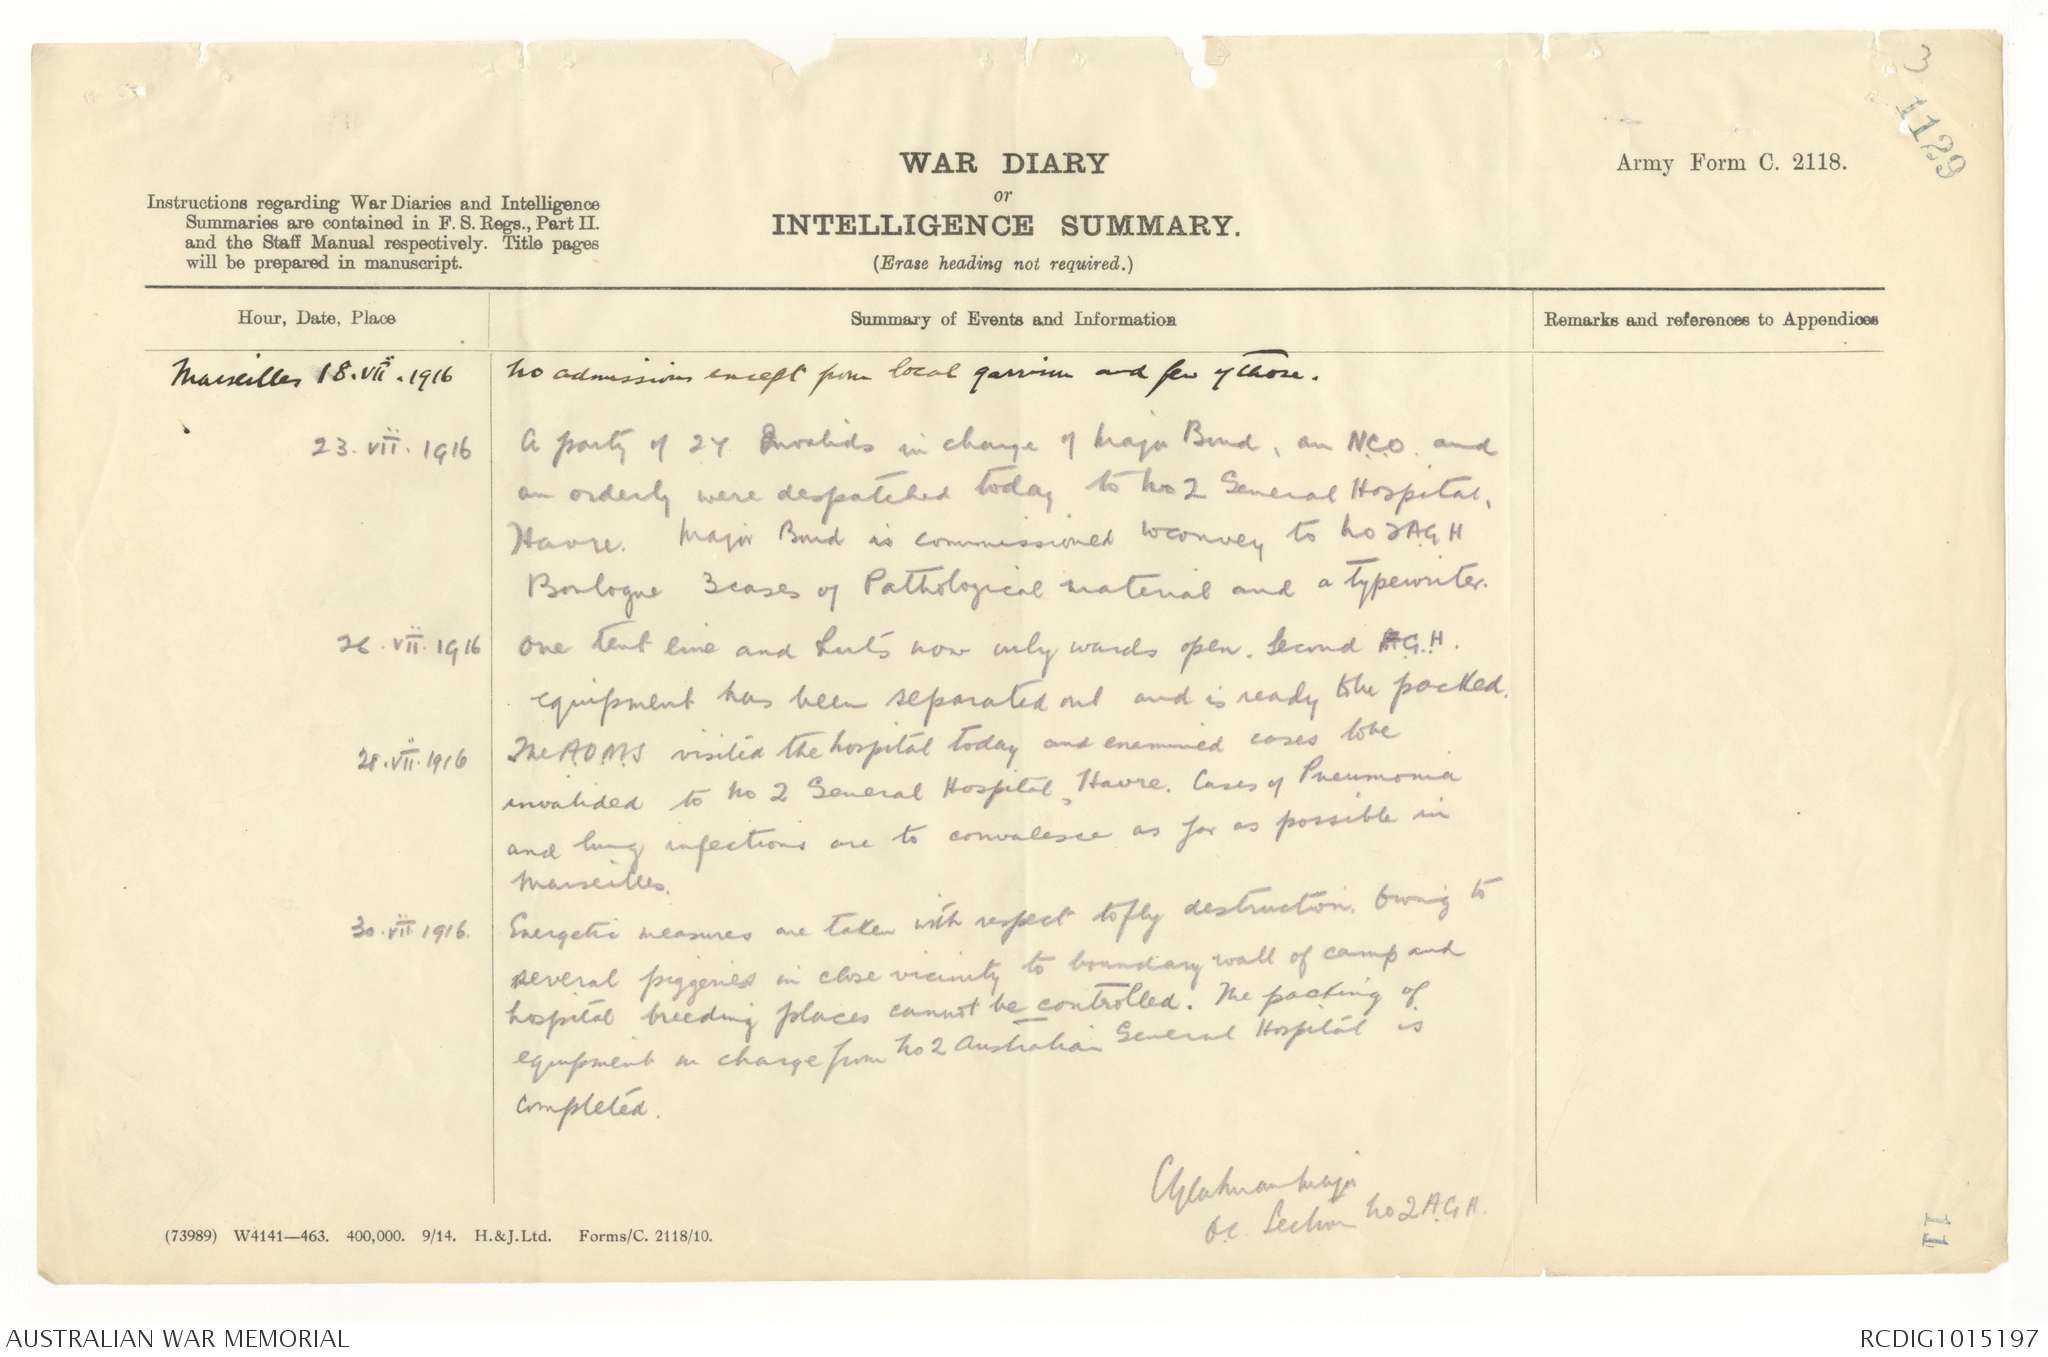 3
1129
WAR DIARY
or
INTELLIGENCE SUMMARY.
(Erase heading not required.)
Army Form C. 2118.
Instructions regarding War Diaries and Intelligence
Summaries are contained in F. S. Regs., Part II.
and the Staff Manual respectively. Title pages
will be prepared in manuscript.
Hour, Date, Place
Summary of Events and Information
Remarks and references to Appendices
Marseilles 18.VII.1916 No admissions except from local garrison and few of those.
23.VII.1916 A party of 27 Invalids in charge of Major Bond, an N.C.O. and
an orderly were despatched today to No 2 General Hospital,
Havre. Major Bond is commissioned to convey to No 2 A.G.H
Boulogne 3 cases of Pathological material and a typewriter.
26.VII.1916 One tent line and huts now only wards open. Second A.G.H.
equipment has been separated out and is ready to be packed.
28.VII.1916 The A.D.M.S visited the hospital today and examined cases to be
invalided to No 2 General Hospital, Havre. Cases of Pneumonia
and lung infections are to convalesce as far as possible in
Marseilles.
30.VII.1916. Energetic measures are taken with respect to fly destruction. Owing to
several piggeries in close vicinity to boundary wall of camp and
hospital breeding places cannot be controlled. The packing of
equipment in charge from No 2 Australian General Hospital is
completed.
Major
O.C. Section No 2 A.G.H.
(73989) W4141—463. 400,000. 9/14. H. & J. Ltd. Forms/C. 2118/10.
AUSTRALIAN WAR MEMORIAL
RCDIG1015197